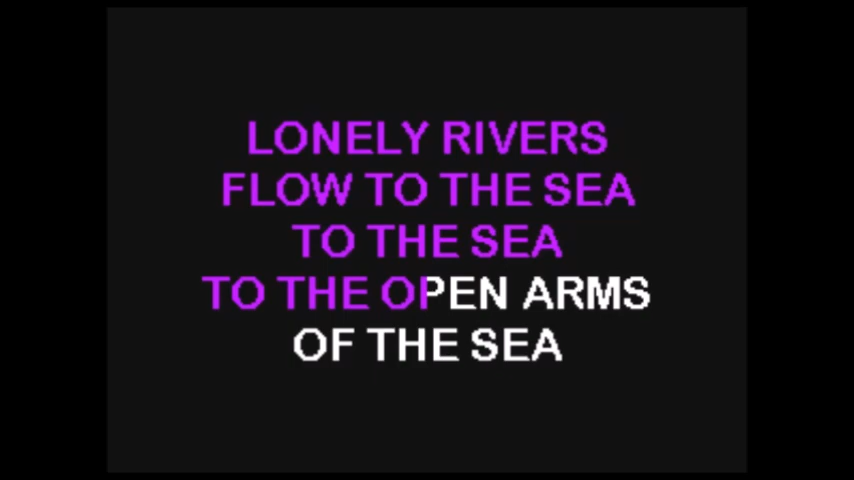 LONELY RIVERS
FLOW TO THE SEA
TO THE SEA
TO THE OPEN ARMS
OF THE SEA